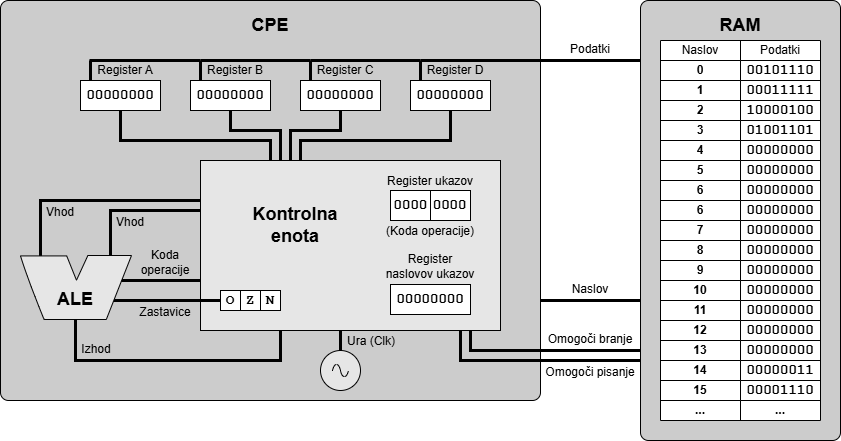 CPE
Register A
Register B
Register C
Register D
00000000
00000000
00000000
00000000
Podatki
Kontrolna
enota
Register ukazov
0000 0000
(Koda operacije)
Register
naslovov ukazov
00000000
Vhod
Vhod
Koda
operacije
ALE
Zastavice
O Z N
Izhod
Ura (Clk)
Naslov
Omogoči branje
Omogoči pisanje
RAM
Naslov Podatki
0 00101110
1 00011111
2 10000100
3 01001101
4 00000000
5 00000000
6 00000000
6 00000000
7 00000000
8 00000000
9 00000000
10 00000000
11 00000000
12 00000000
13 00000000
14 00000011
15 00001110
... ...